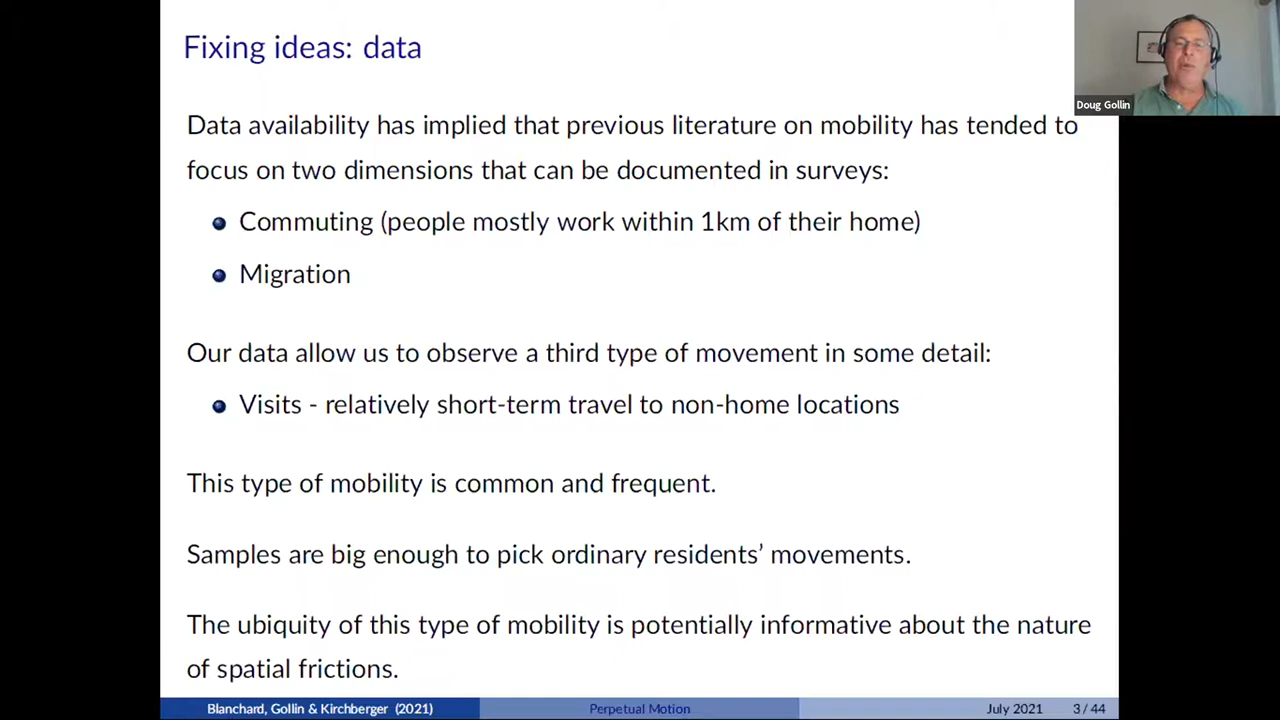 Fixing ideas: data
Doug Gollin
Data availability has implied that previous literature on mobility has tended to
focus on two dimensions that can be documented in surveys:
Commuting (people mostly work within 1km of their home)
Migration
Our data allow us to observe a third type of movement in some detail:
Visits - relatively short-term travel to non-home locations
This type of mobility is common and frequent.
Samples are big enough to pick ordinary residents’ movements.
The ubiquity of this type of mobility is potentially informative about the nature
of spatial frictions.
Blanchard, Gollin & Kirchberger (2021) Perpetual Motion July 2021 3 / 44